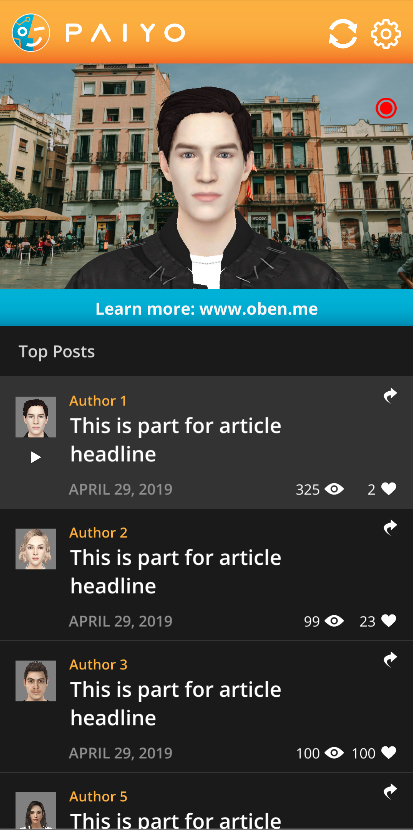 PAIYO
Learn more: www.oben.me
Top Posts
Author 1
This is part for article
headline
APRIL 29, 2019 325 2
Author 2
This is part for article
headline
APRIL 29, 2019 99 23
Author 3
This is part for article
headline
APRIL 29, 2019 100 100
Author 5
This is part for article